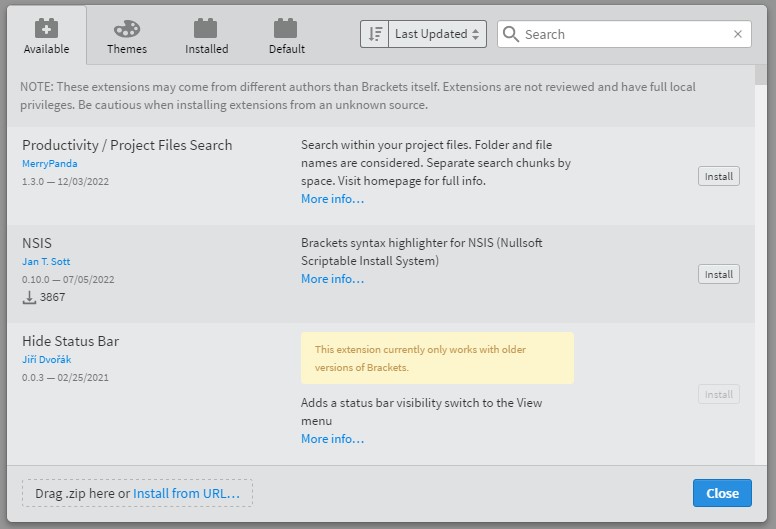 Available
Themes
Installed
Default
Last Updated
Search
NOTE: These extensions may come from different authors than Brackets itself. Extensions are not reviewed and have full local
privileges. Be cautious when installing extensions from an unknown source.
Productivity / Project Files Search
MerryPanda
1.3.0 — 12/03/2022
Search within your project files. Folder and file
names are considered. Separate search chunks by
space. Visit homepage for full info.
More info…
Install
NSIS
Jan T. Sott
0.10.0 — 07/05/2022
3867
Brackets syntax highlighter for NSIS (Nullsoft
Scriptable Install System)
More info…
Install
Hide Status Bar
Jiří Dvořák
0.0.3 — 02/25/2021
This extension currently only works with older
versions of Brackets.
Adds a status bar visibility switch to the View
menu
More info…
Install
Drag .zip here or Install from URL…
Close